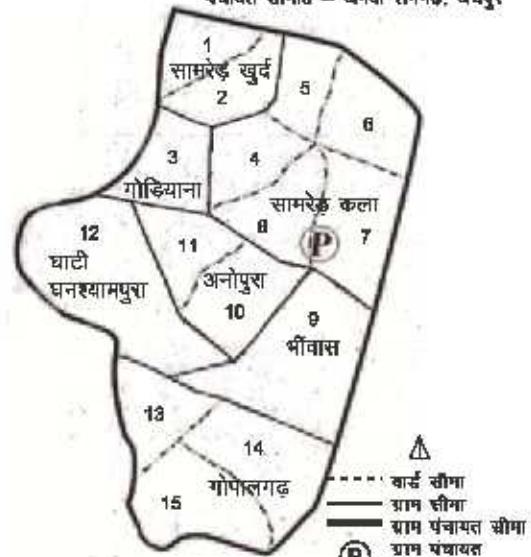 1
सामरेड़ खुर्द
2
5
6
3
4
गोड़ियाना
सामरेड़ कला
8
7
P
12
11
घाटी
घनश्यामपुरा
अनोपुरा
10
9
भींवास
13
14
गोपालगढ़
15
वार्ड सीमा
ग्राम सीमा
ग्राम पंचायत सीमा
P ग्राम पंचायत